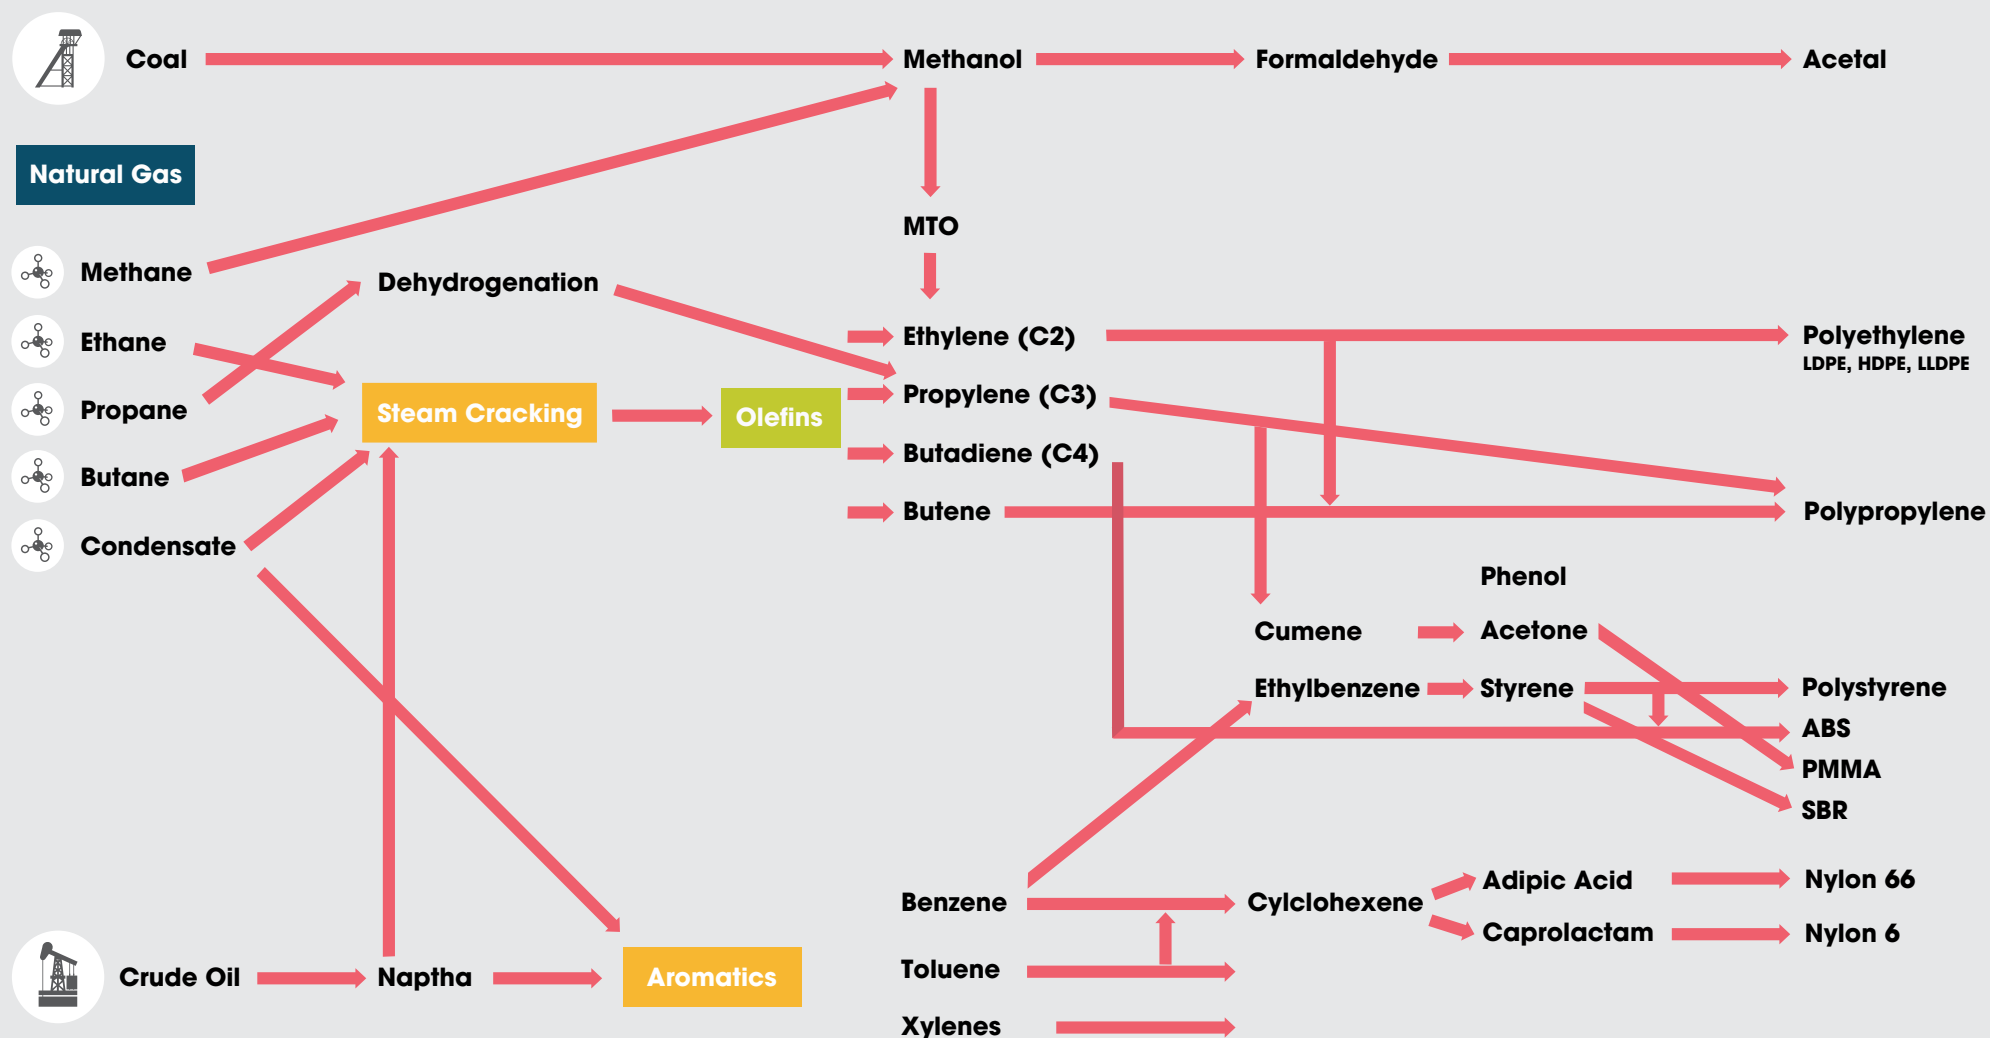 Coal
Methanol
Formaldehyde
Acetal
Natural Gas
MTO
Methane
Dehydrogenation
Ethane
Ethylene (C2)
Polyethylene
LDPE, HDPE, LLDPE
Propane
Steam Cracking
Olefins
Propylene (C3)
Butane
Butadiene (C4)
Condensate
Butene
Polypropylene
Phenol
Cumene
Acetone
Ethylbenzene
Styrene
Polystyrene
ABS
PMMA
SBR
Benzene
Cylclohexene
Adipic Acid
Nylon 66
Caprolactam
Nylon 6
Crude Oil
Naptha
Aromatics
Toluene
Xylenes